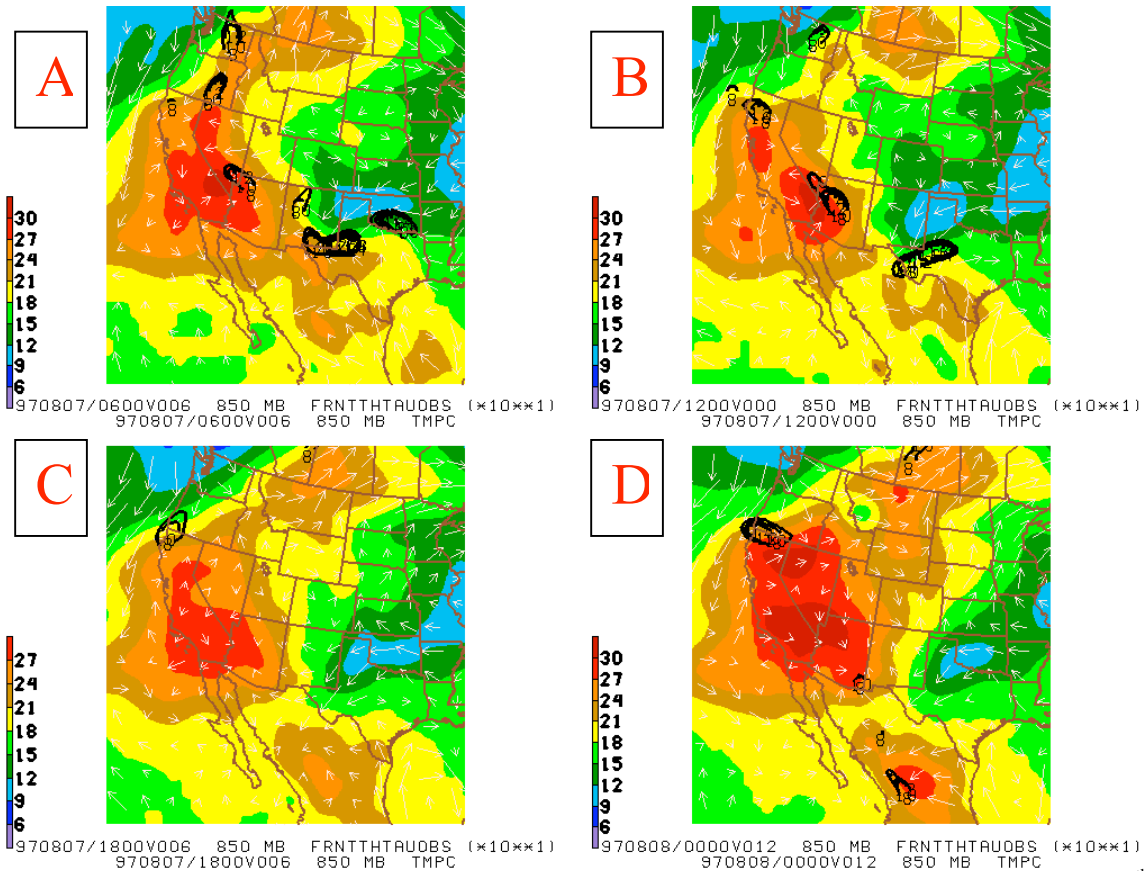 A
30
27
24
21
18
15
12
9
6
970807/0600V006 850 MB FRNTTHTAUOBS (*10**1)
970807/0600V006 850 MB TMPC
B
30
27
24
21
18
15
12
9
6
970807/1200V000 850 MB FRNTTHTAUOBS (*10**1)
970807/1200V000 850 MB TMPC
C
27
24
21
18
15
12
9
6
970807/1800V006 850 MB FRNTTHTAUOBS (*10**1)
970807/1800V006 850 MB TMPC
D
30
27
24
21
18
15
12
9
6
970808/0000V012 850 MB FRNTTHTAUOBS (*10**1)
970808/0000V012 850 MB TMPC